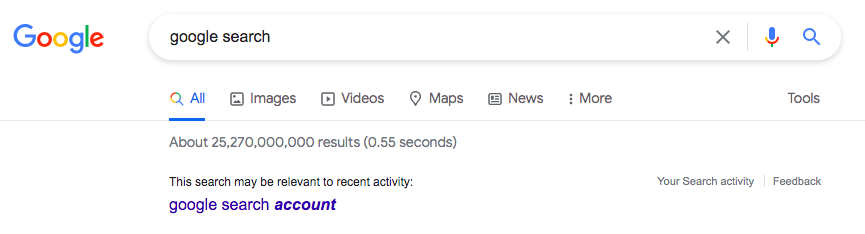 Google
google search
All Images Videos Maps News More Tools
About 25,270,000,000 results (0.55 seconds)
This search may be relevant to recent activity: Your Search activity Feedback
google search account